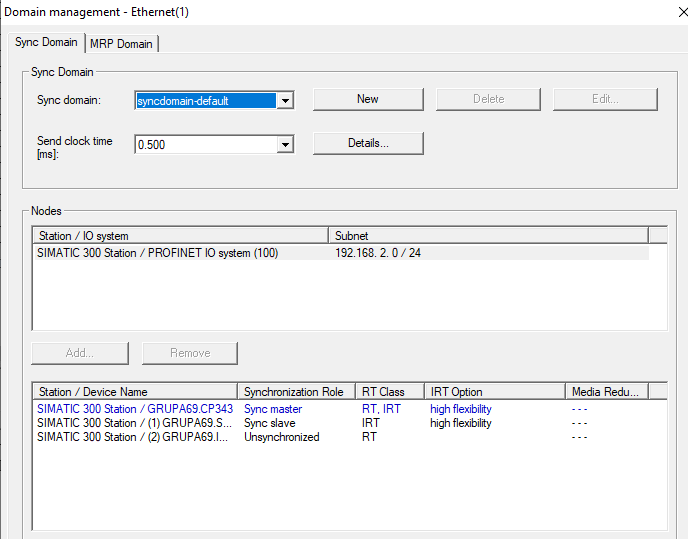 Domain management - Ethernet(1)
Sync Domain
MRP Domain
Sync Domain
Sync domain:
syncdomain-default
New
Delete
Edit...
Send clock time
[ms]:
0.500
Details...
Nodes
Station / IO system
Subnet
SIMATIC 300 Station / PROFINET IO system (100)
192.168. 2. 0 / 24
Add...
Remove
Station / Device Name
Synchronization Role
RT Class
IRT Option
Media Redu...
SIMATIC 300 Station / GRUPA69.CP343
Sync master
RT, IRT
high flexibility
- - -
SIMATIC 300 Station / (1) GRUPA69.S...
Sync slave
IRT
high flexibility
- - -
SIMATIC 300 Station / (2) GRUPA69.I...
Unsynchronized
RT
- - -